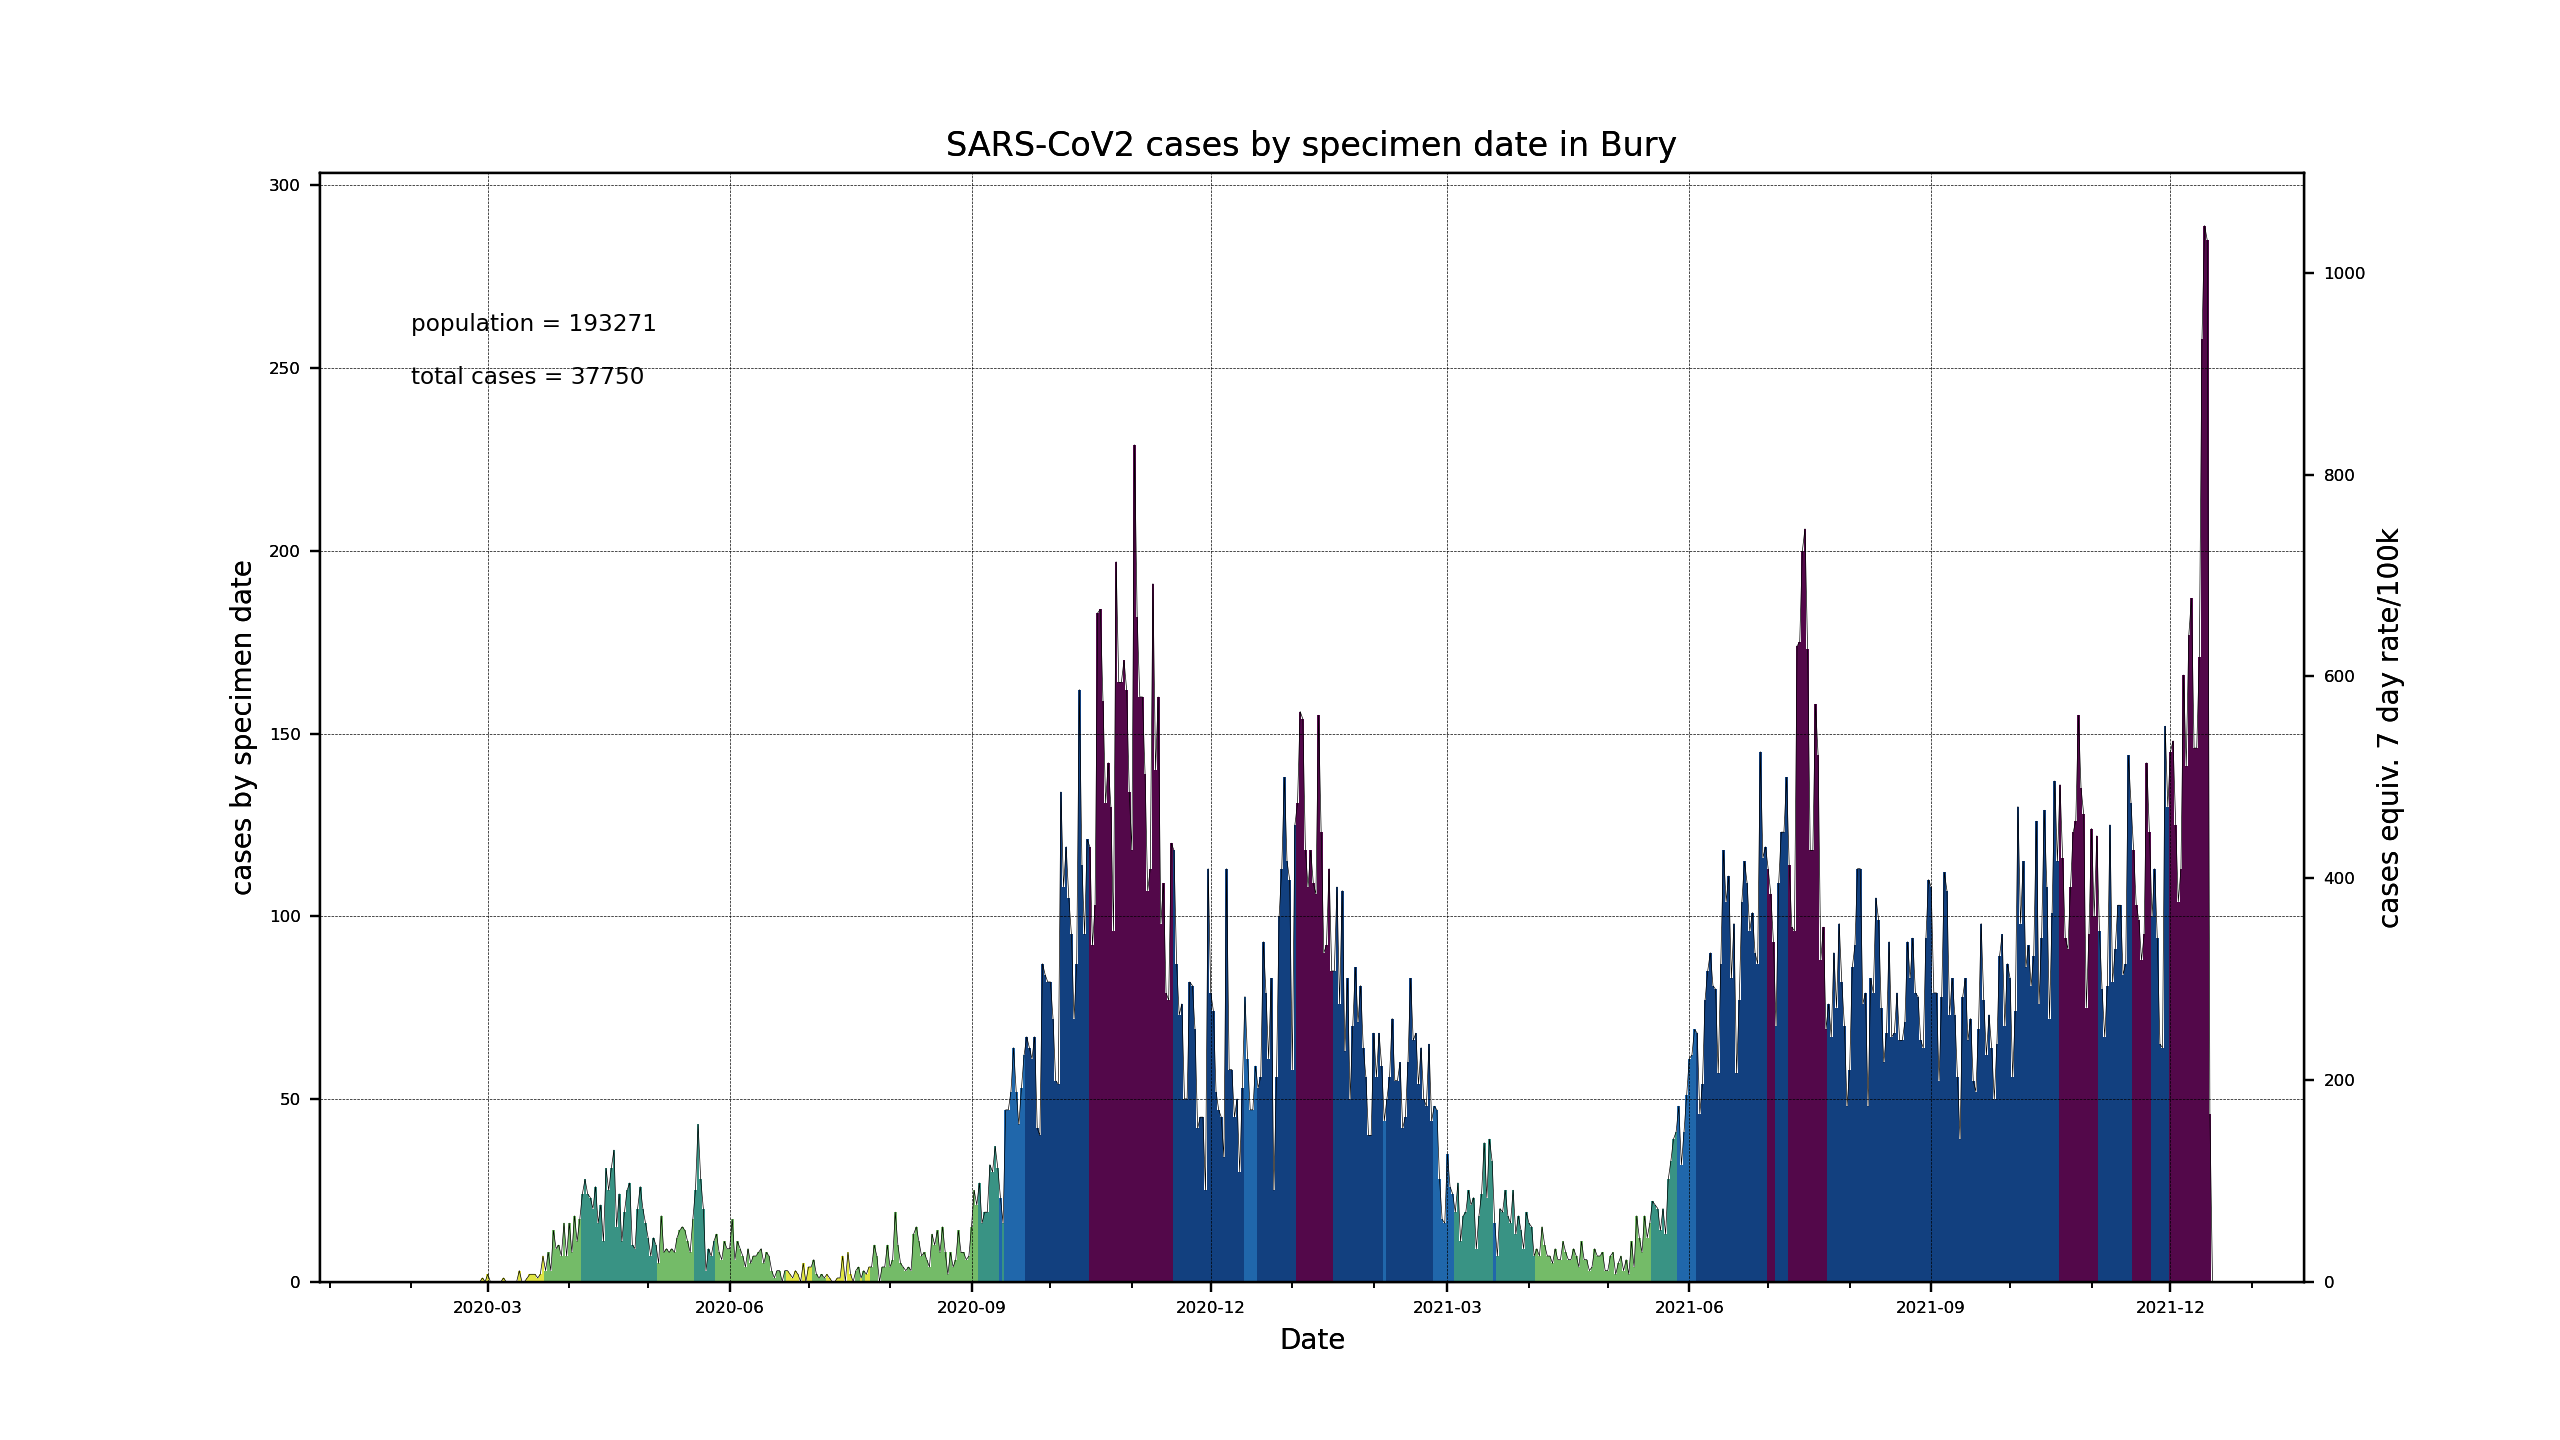 SARS-CoV2 cases by specimen date in Bury
population = 193271
total cases = 37750
cases by specimen date
300
250
200
150
100
50
0
1000
800
600
400
200
0
cases equiv. 7 day rate/100k
2020-03 2020-06 2020-09 2020-12 2021-03 2021-06 2021-09 2021-12
Date